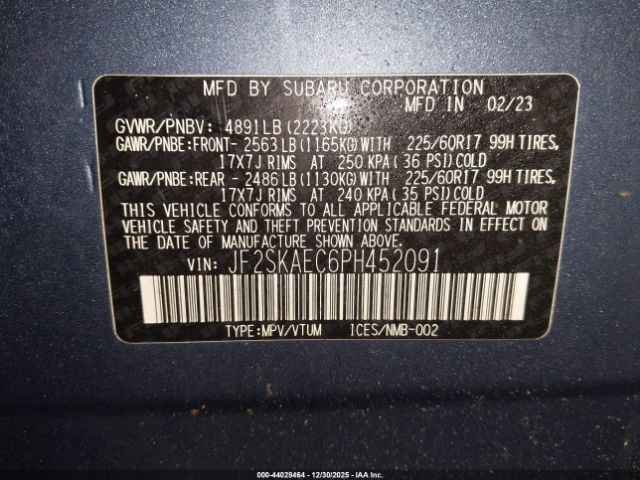 MFD BY SUBARU CORPORATION
MFD IN 02/23
GVWR/PNBV: 4891LB(2223KG)
GAWR/PNBE:FRONT- 2563LB(1165KG)WITH 225/60R17 99H TIRES,
17X7J RIMS AT 250 KPA(36 PSI)COLD
GAWR/PNBE:REAR - 2486LB(1130KG)WITH 225/60R17 99H TIRES,
17X7J RIMS AT 240 KPA(35 PSI)COLD
THIS VEHICLE CONFORMS TO ALL APPLICABLE FEDERAL MOTOR
VEHICLE SAFETY AND THEFT PREVENTION STANDARDS IN EFFECT
ON THE DATE OF MANUFACTURE SHOWN ABOVE.
VIN: JF2SKAEC6PH452091
TYPE:MPV/VTUM ICES/NMB-002
000-44028464 - 12/30/2025 - IAA Inc.